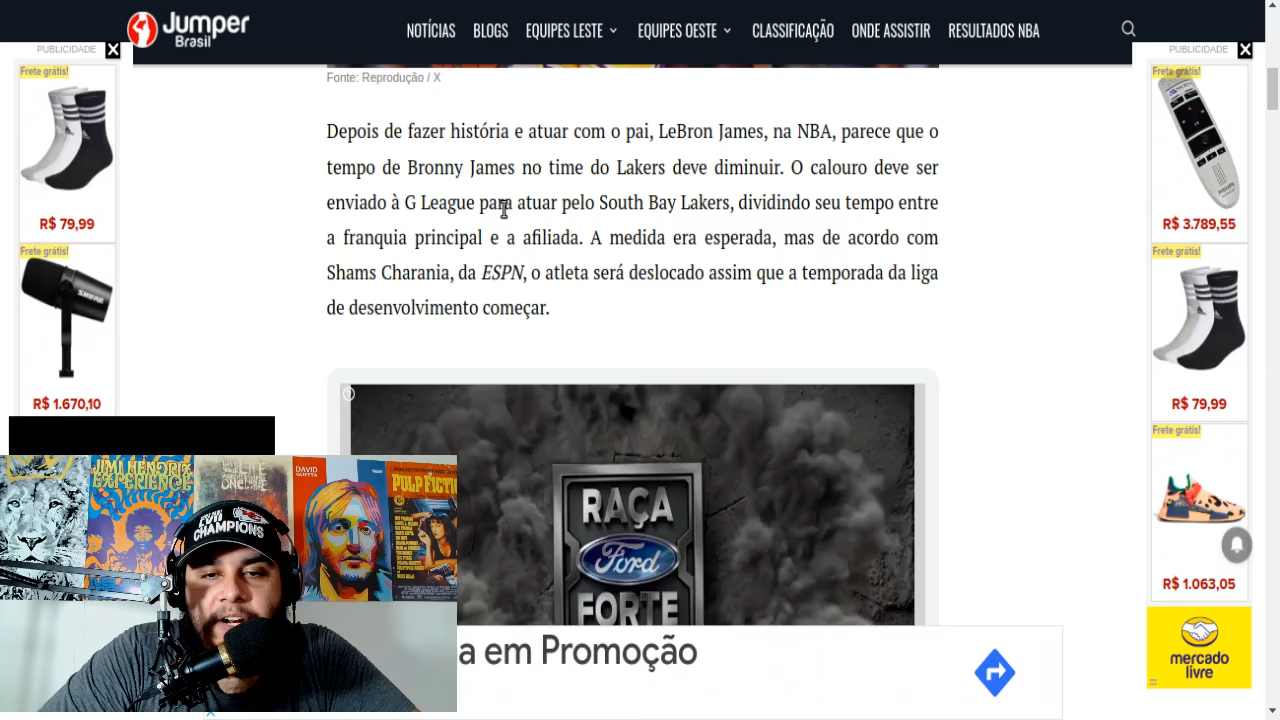 Jumper
Brasil
NOTÍCIAS
BLOGS
EQUIPES LESTE
EQUIPES OESTE
CLASSIFICAÇÃO
ONDE ASSISTIR
RESULTADOS NBA
PUBLICIDADE
Frete grátis!
R$ 79,99
Frete grátis!
SHURE
R$ 1.670,10
Fonte: Reprodução / X
Depois de fazer história e atuar com o pai, LeBron James, na NBA, parece que o
tempo de Bronny James no time do Lakers deve diminuir. O calouro deve ser
enviado à G League para atuar pelo South Bay Lakers, dividindo seu tempo entre
a franquia principal e a afiliada. A medida era esperada, mas de acordo com
Shams Charania, da ESPN, o atleta será deslocado assim que a temporada da liga
de desenvolvimento começar.
RAÇA
Ford
FORTE
a em Promoção
PUBLICIDADE
Frete grátis!
R$ 3.789,55
Frete grátis!
R$ 79,99
Frete grátis!
R$ 1.063,05
mercado
livre
JIMI HENDRIX
EXPERIENCE
DAVID
GUETTA
PULP FICTION
CHAMPIONS